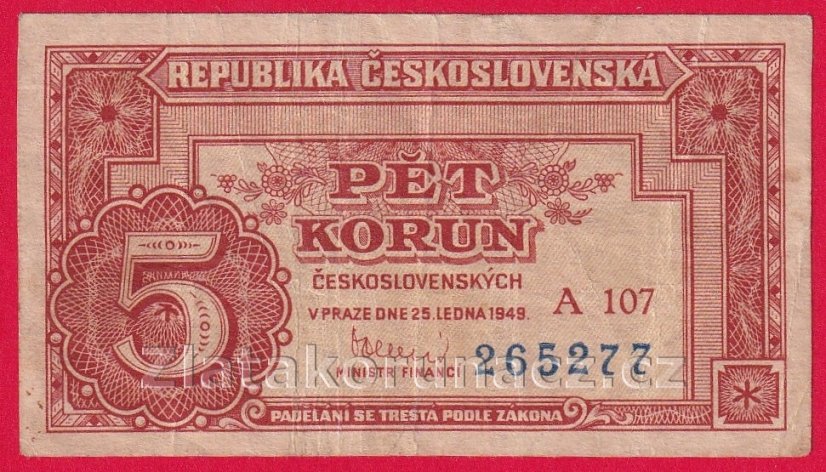 REPUBLIKA ČESKOSLOVENSKÁ
PĚT
KORUN
ČESKOSLOVENSKÝCH
V PRAZE DNE 25. LEDNA 1949.
A 107
265277
MINISTR FINANCÍ
5
PADĚLÁNÍ SE TRESTÁ PODLE ZÁKONA
zlatakorunacz.cz